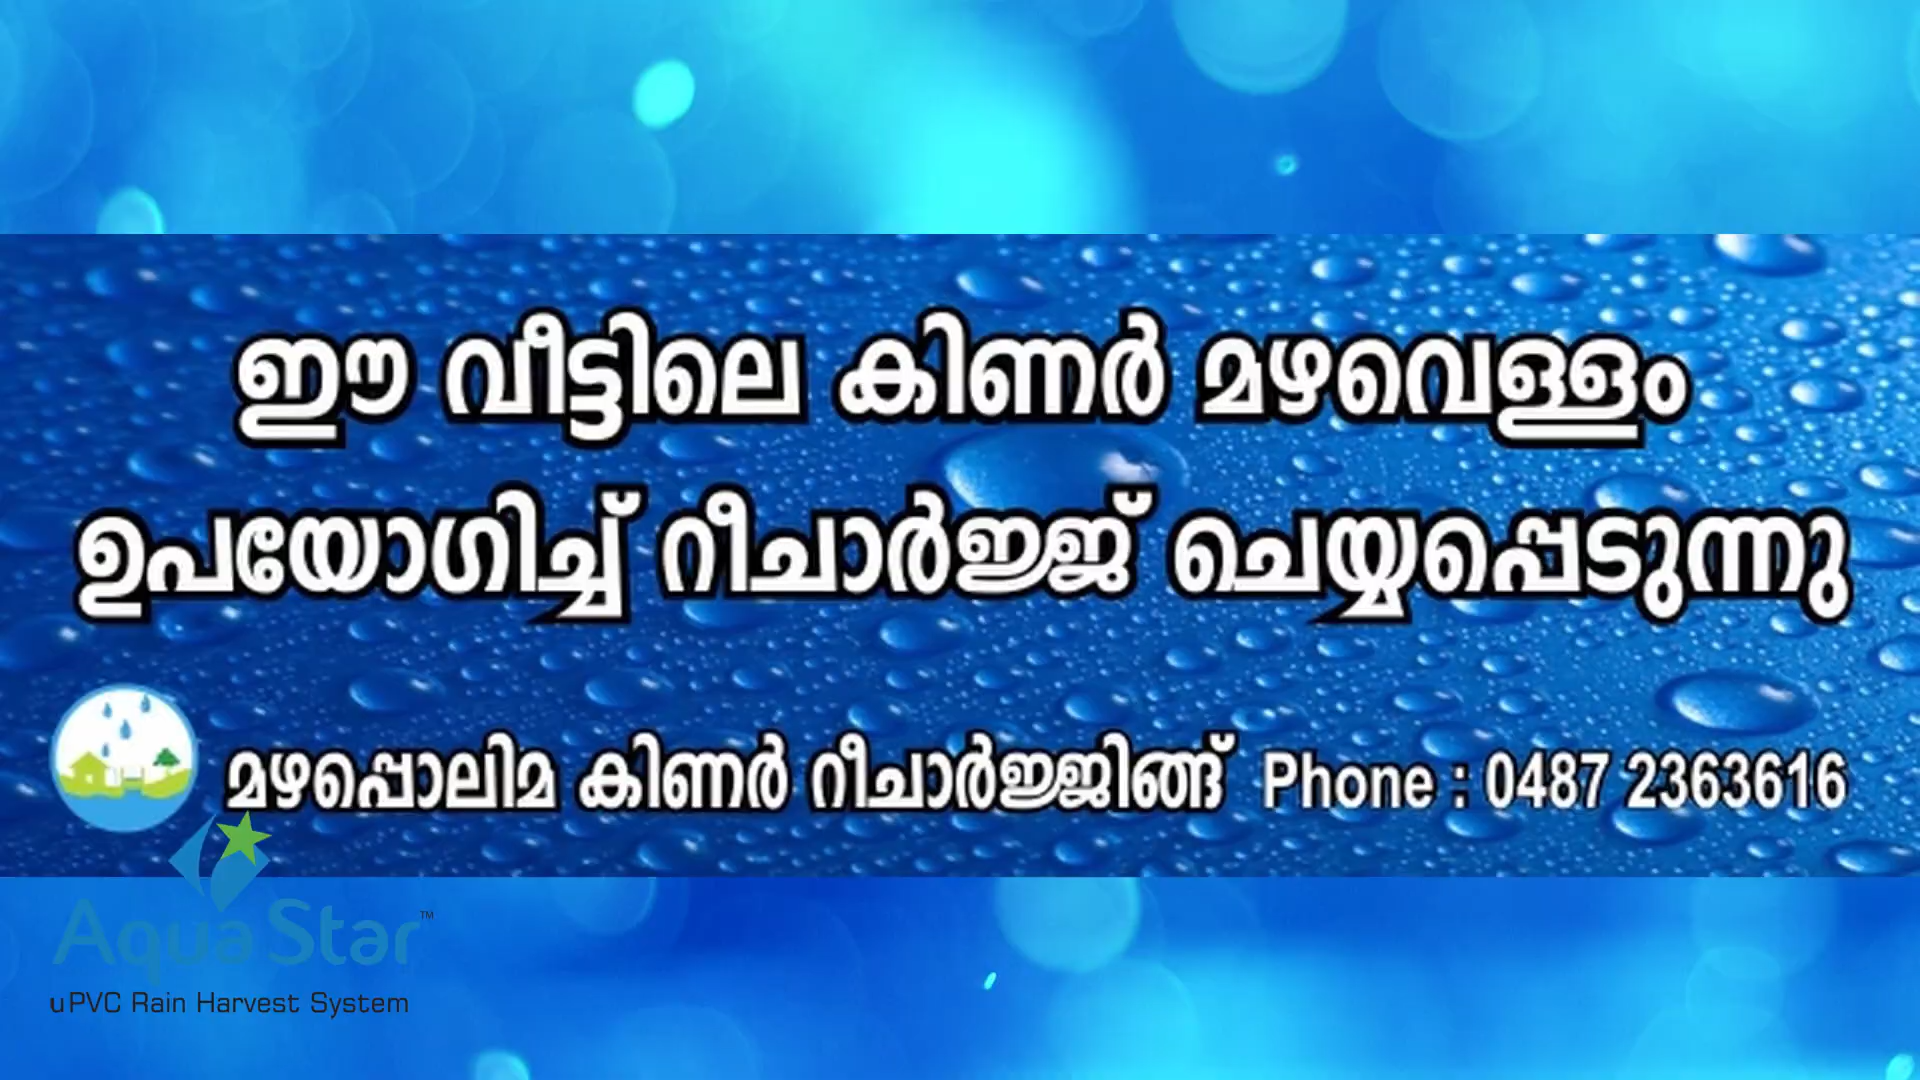 ഈ വീട്ടിലെ കിണർ മഴവെള്ളം
ഉപയോഗിച്ച് റീചാർജ്ജ് ചെയ്യപ്പെടുന്നു
മഴപ്പൊലിമ കിണർ റീചാർജ്ജിങ്ങ് Phone : 0487 2363616
Aqua Star™
uPVC Rain Harvest System